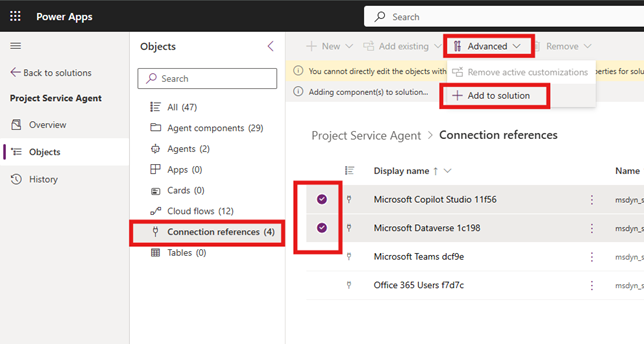 Power Apps
Search
Back to solutions
Project Service Agent
Overview
Objects
History
Objects
Search
All (47)
Agent components (29)
Agents (2)
Apps (0)
Cards (0)
Cloud flows (12)
Connection references (4)
Tables (0)
New
Add existing
Advanced
Remove
You cannot directly edit the objects with
perties for solu
Remove active customizations
Adding component(s) to solution...
Add to solution
Project Service Agent > Connection references
Display name ↑
Name
Microsoft Copilot Studio 11f56
msdyn_s
Microsoft Dataverse 1c198
msdyn_s
Microsoft Teams dcf9e
msdyn_s
Office 365 Users f7d7c
msdyn_s